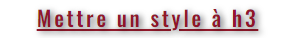 Mettre un style à h3